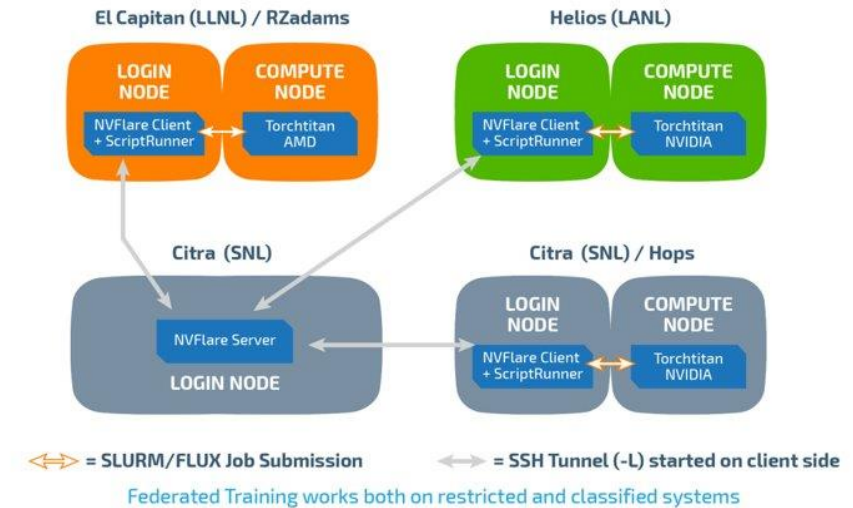 El Capitan (LLNL) / RZadams
LOGIN
NODE
COMPUTE
NODE
NVFlare Client
+ ScriptRunner
Torchtitan
AMD
Helios (LANL)
LOGIN
NODE
COMPUTE
NODE
NVFlare Client
+ ScriptRunner
Torchtitan
NVIDIA
Citra (SNL)
NVFlare Server
LOGIN NODE
Citra (SNL) / Hops
LOGIN
NODE
COMPUTE
NODE
NVFlare Client
+ ScriptRunner
Torchtitan
NVIDIA
= SLURM/FLUX Job Submission
= SSH Tunnel (-L) started on client side
Federated Training works both on restricted and classified systems